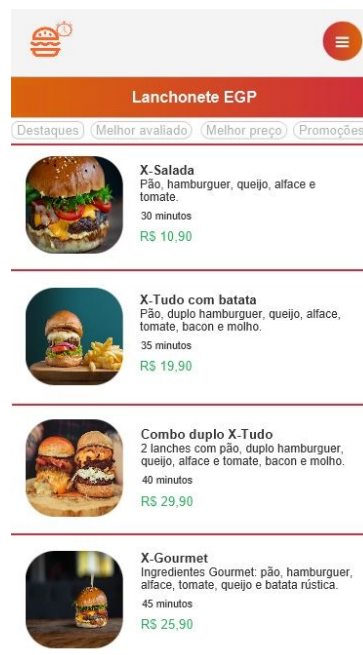 Lanchonete EGP
Destaques
Melhor avaliado
Melhor preço
Promoções
X-Salada
Pão, hamburguer, queijo, alface e
tomate.
30 minutos
R$ 10,90
X-Tudo com batata
Pão, duplo hamburguer, queijo, alface,
tomate, bacon e molho.
35 minutos
R$ 19,90
Combo duplo X-Tudo
2 lanches com pão, duplo hamburguer,
queijo, alface e tomate, bacon e molho.
40 minutos
R$ 29,90
X-Gourmet
Ingredientes Gourmet: pão, hamburguer,
alface, tomate, queijo e batata rústica.
45 minutos
R$ 25,90